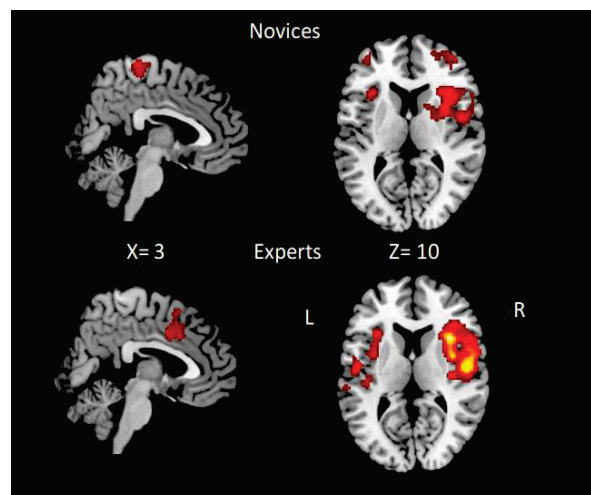 Novices
X= 3
Experts
Z= 10
L
R